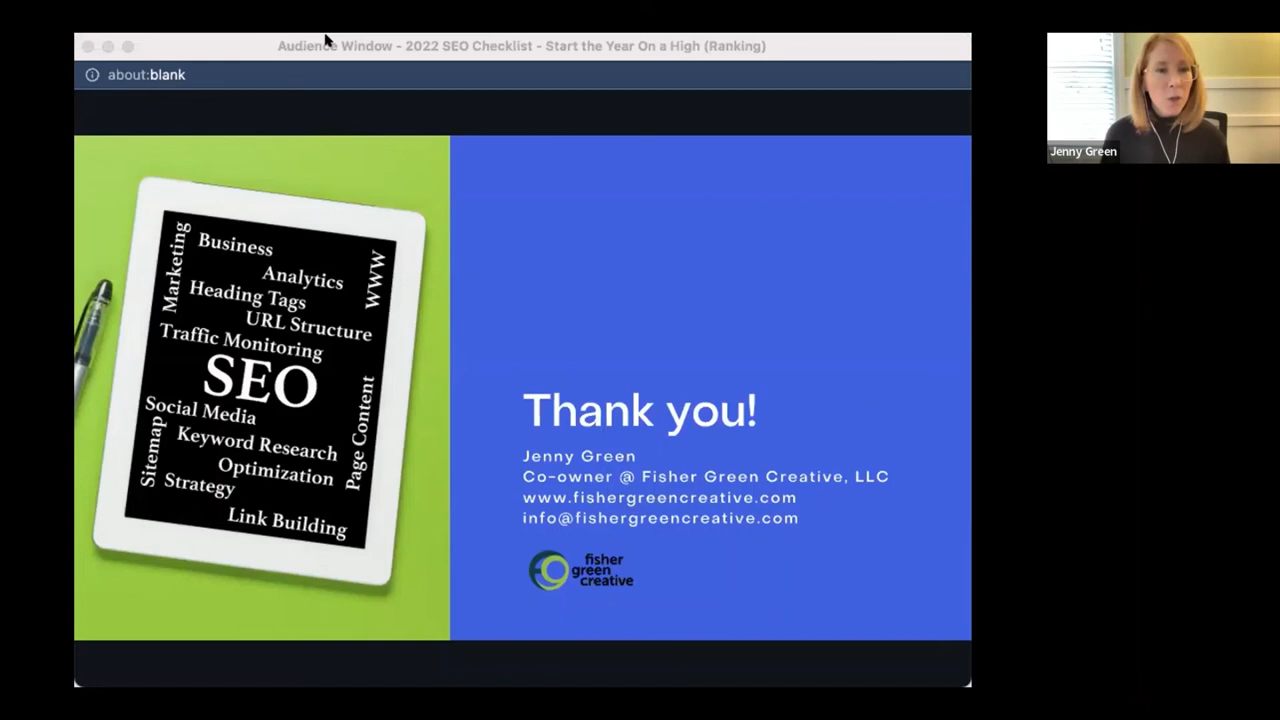 Audience Window - 2022 SEO Checklist - Start the Year On a High (Ranking)
about:blank
Marketing
Business
WWW
Analytics
Heading Tags
URL Structure
Traffic Monitoring
SEO
Social Media
Page Content
Sitemap
Keyword Research
Optimization
Strategy
Link Building
Thank you!
Jenny Green
Co-owner @ Fisher Green Creative, LLC
www.fishergreencreative.com
info@fishergreencreative.com
fisher
green
creative
Jenny Green